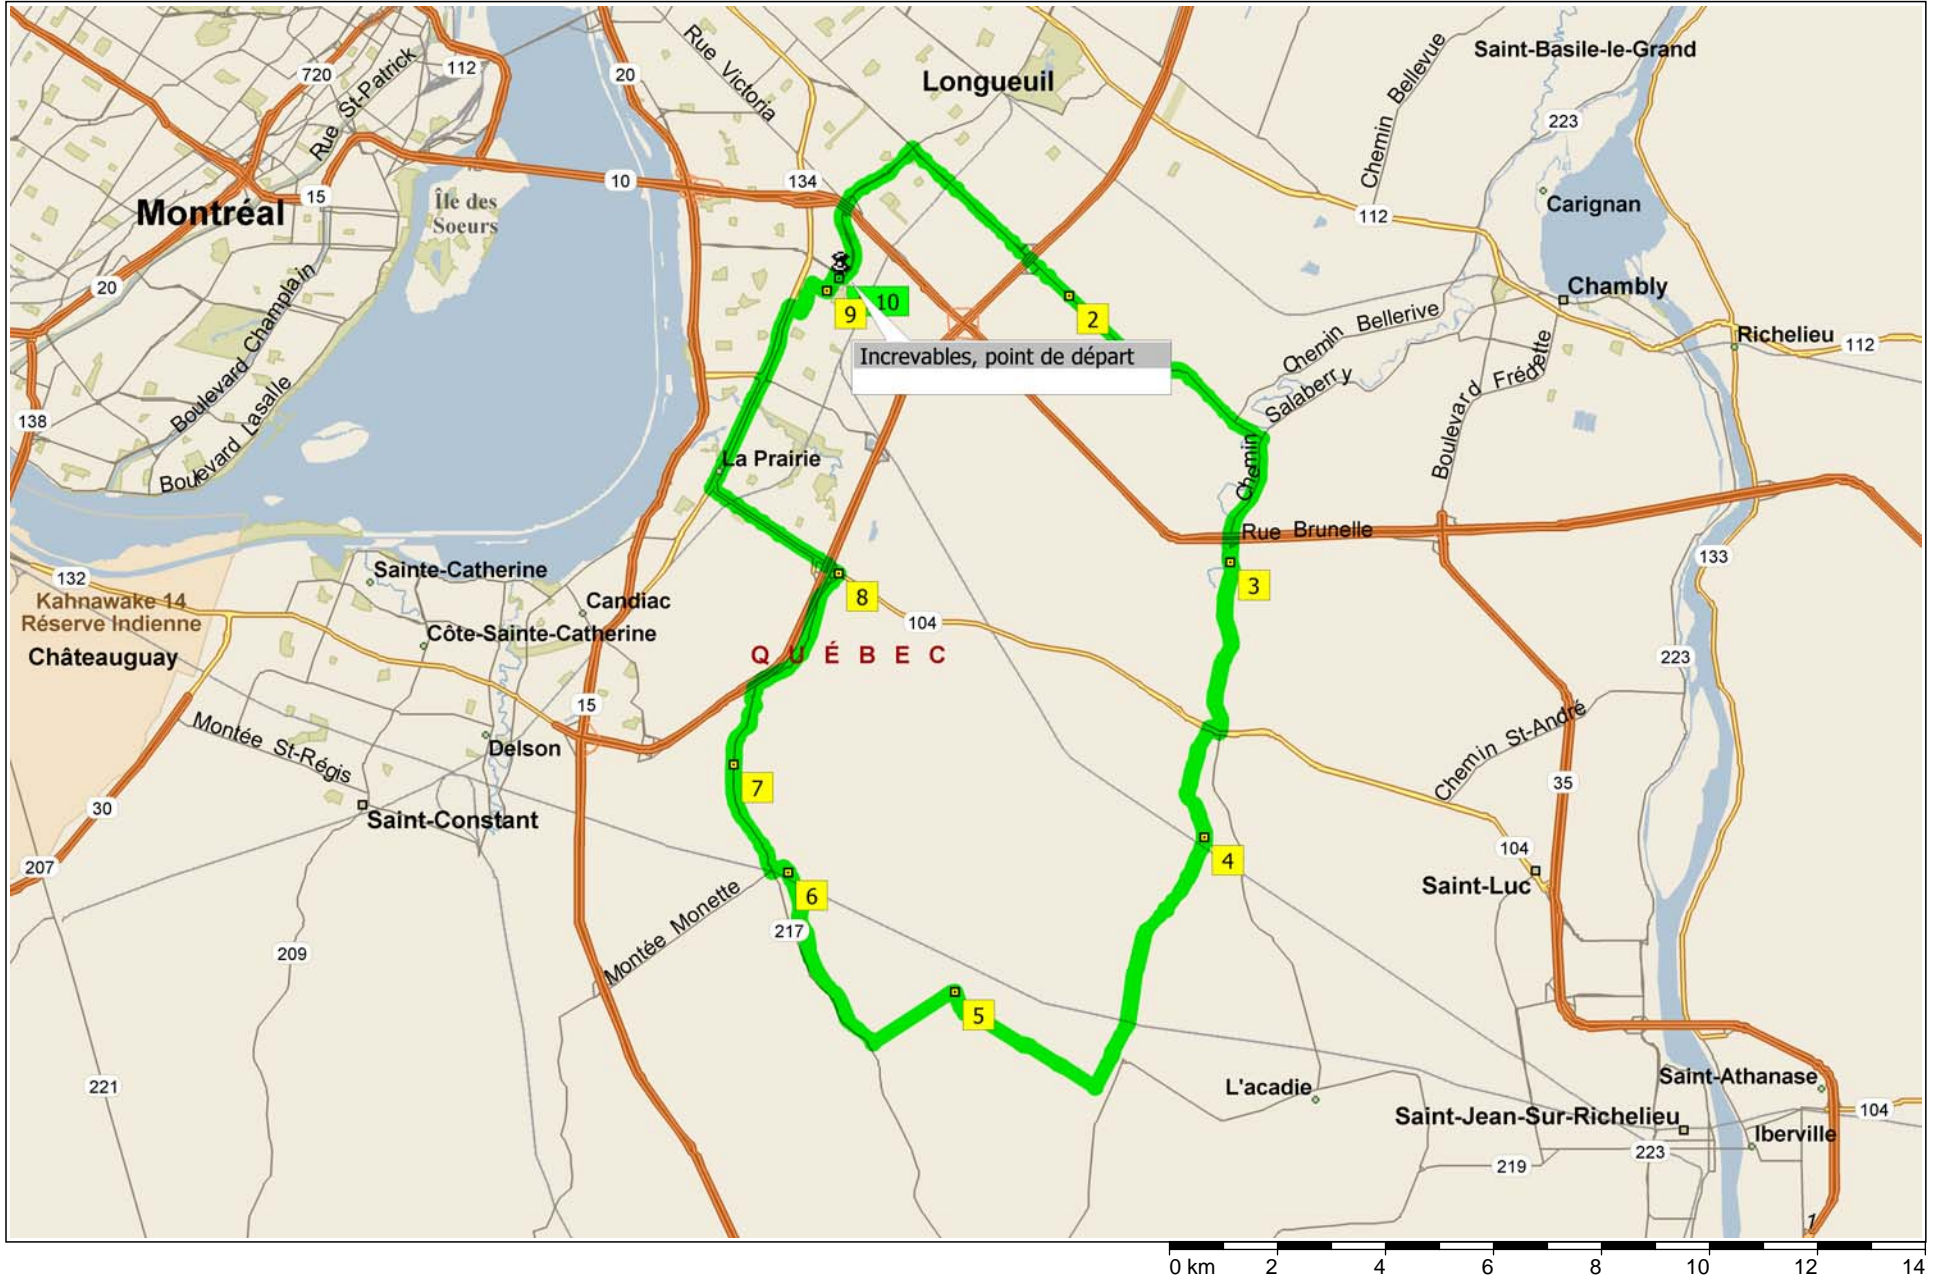 Saint-Basile-le-Grand
Longueuil
Rue Victoria
Chemin Bellevue
720
112
20
Rue St-Patrick
223
10
134
15
Île des
Soeurs
Montréal
112
Carignan
20
Chambly
Boulevard Champlain
9
10
2
Chemin Bellerive
Richelieu
112
Increvables, point de départ
Boulevard Lasalle
Chemin Salaberry
Boulevard Fréchette
138
La Prairie
Rue Brunelle
133
132
Sainte-Catherine
3
Kahnawake 14
Réserve Indienne
Candiac
8
104
Côte-Sainte-Catherine
Châteauguay
QUÉBEC
223
15
Montée St-Régis
Delson
Chemin St-André
35
7
30
Saint-Constant
104
4
207
Saint-Luc
6
Montée Monette
217
209
5
221
L'acadie
Saint-Athanase
104
Saint-Jean-Sur-Richelieu
Iberville
223
219
1
0 km 2 4 6 8 10 12 14